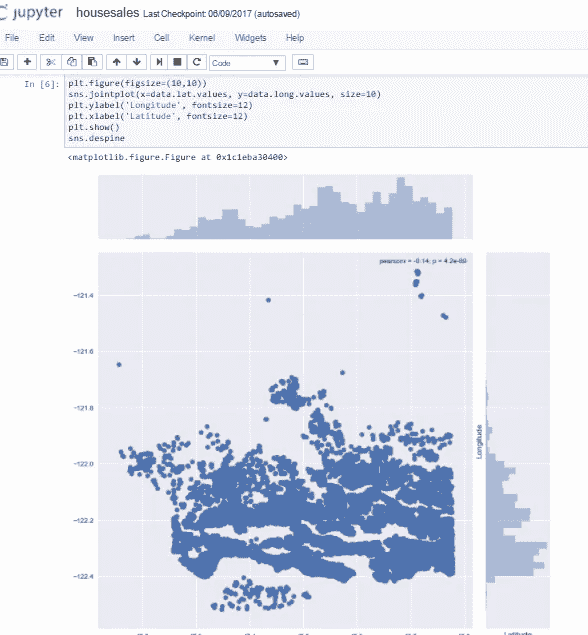 jupyter housesales Last Checkpoint: 06/09/2017 (autosaved)
File Edit View Insert Cell Kernel Widgets Help
Code
In [6]: plt.figure(figsize=(10,10))
sns.jointplot(x=data.lat.values, y=data.long.values, size=10)
plt.ylabel('Longitude', fontsize=12)
plt.xlabel('Latitude', fontsize=12)
plt.show()
sns.despine
<matplotlib.figure.Figure at 0x1c1eba30400>
pearsonr = -0.14; p = 4.2e-89
−121.4
−121.6
−121.8
Longitude
−122.0
−122.2
−122.4
Latitude